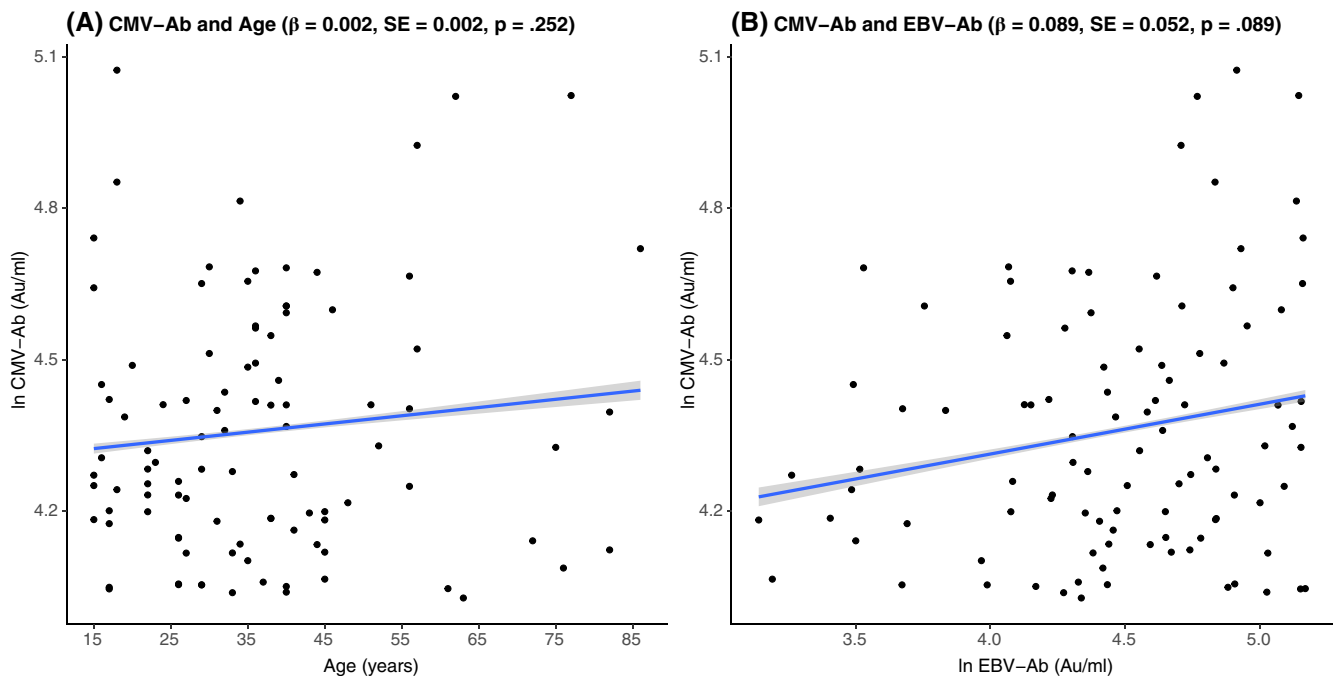 (A) CMV−Ab and Age (β = 0.002, SE = 0.002, p = .252)
5.1
4.8
4.5
4.2
ln CMV−Ab (Au/ml)
15 25 35 45 55 65 75 85
Age (years)
(B) CMV−Ab and EBV−Ab (β = 0.089, SE = 0.052, p = .089)
5.1
4.8
4.5
4.2
ln CMV−Ab (Au/ml)
3.5 4.0 4.5 5.0
ln EBV−Ab (Au/ml)